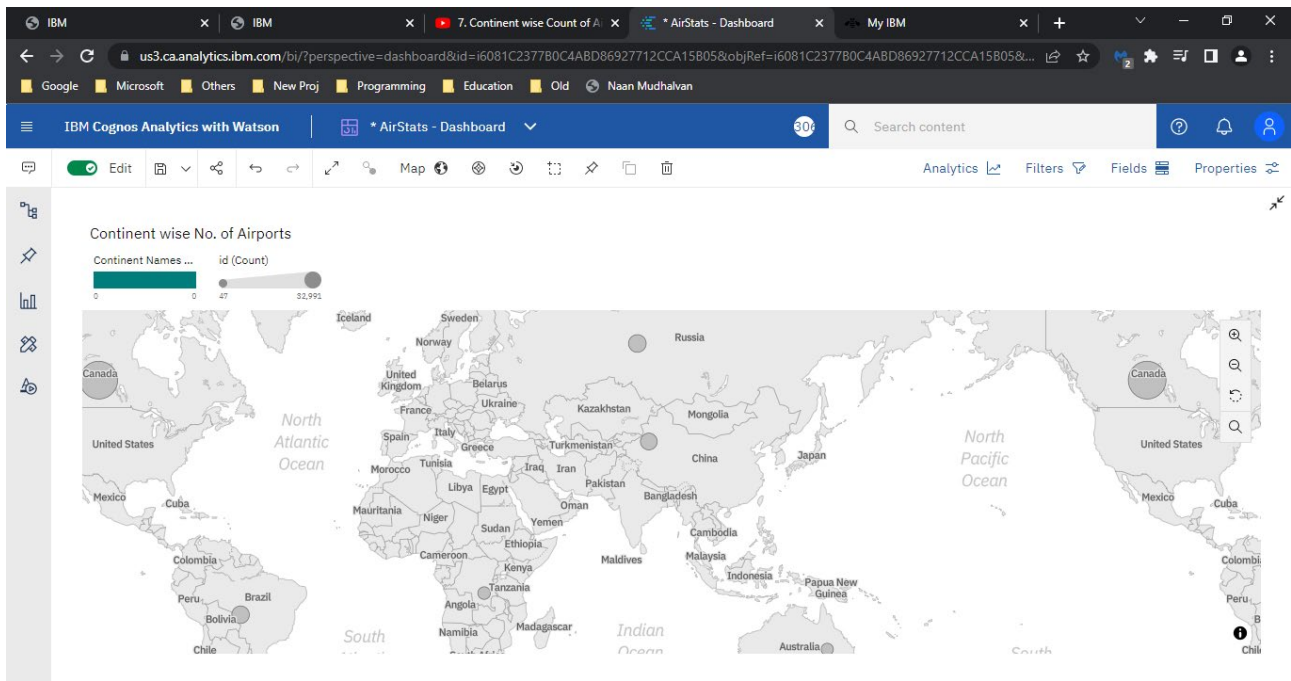 IBM
IBM
7. Continent wise Count of A
* AirStats - Dashboard
My IBM
us3.ca.analytics.ibm.com/bi/?perspective=dashboard&id=i6081C2377B0C4ABD86927712CCA15B05&objRef=i6081C2377B0C4ABD86927712CCA15B05&...
2
Google Microsoft Others New Proj Programming Education Old Naan Mudhalvan
IBM Cognos Analytics with Watson
* AirStats - Dashboard
306
Search content
Edit
Map
Analytics Filters Fields Properties
Continent wise No. of Airports
Continent Names ... id (Count)
0 0 47 32,991
Iceland Sweden
Russia
Norway
Canada United Kingdom Belarus Canada
Ukraine
France Kazakhstan Mongolia
North Atlantic Ocean
United States Spain Italy Greece Turkmenistan China Japan
North Pacific Ocean
United States
Morocco Tunisia Iraq Iran
Libya Egypt Pakistan
Mexico Cuba Bangladesh Mexico Cuba
Mauritania Niger Oman
Sudan Yemen Cambodia
Ethiopia
Colombia Cameroon Kenya Maldives Malaysia Colombi
Indonesia Papua New Guinea
Peru Brazil Tanzania Peru
Angola
Bolivia B
South Namibia Madagascar Indian Ocean
Chile Australia South Chil